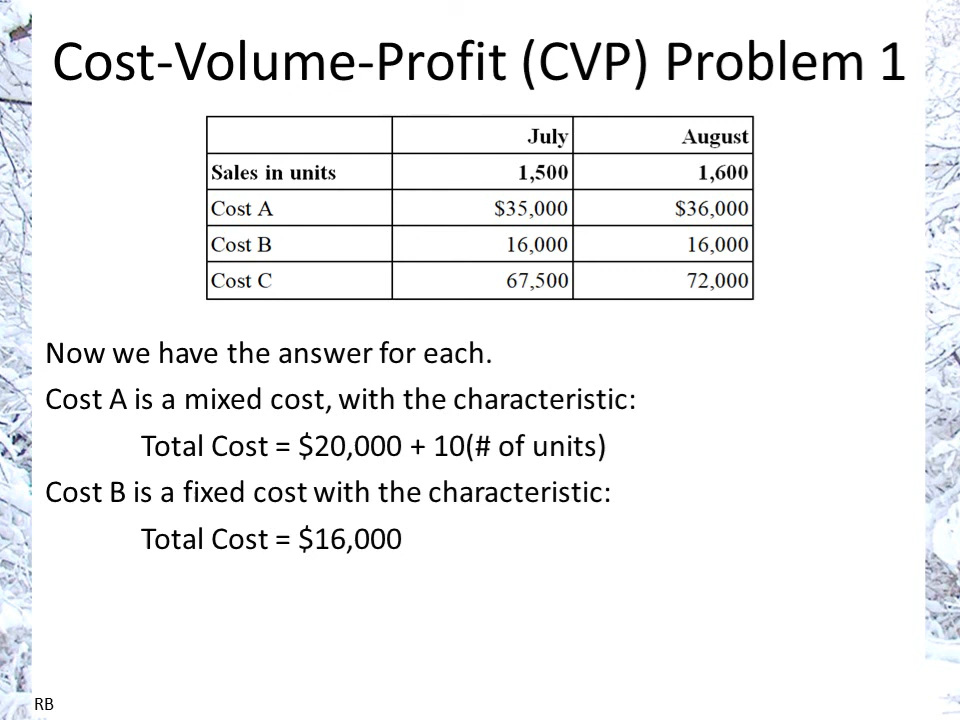 Cost-Volume-Profit (CVP) Problem 1
July August
Sales in units 1,500 1,600
Cost A $35,000 $36,000
Cost B 16,000 16,000
Cost C 67,500 72,000
Now we have the answer for each.
Cost A is a mixed cost, with the characteristic:
Total Cost = $20,000 + 10(# of units)
Cost B is a fixed cost with the characteristic:
Total Cost = $16,000
RB